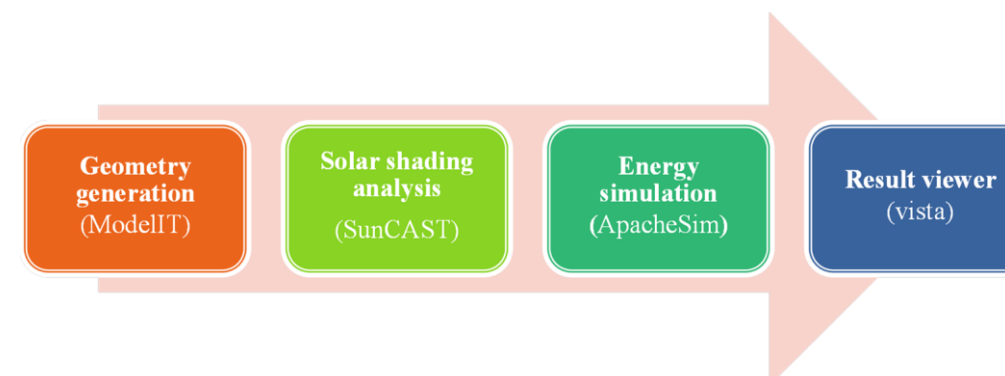 Geometry
generation
(ModelIT)
Solar shading
analysis
(SunCAST)
Energy
simulation
(ApacheSim)
Result viewer
(vista)